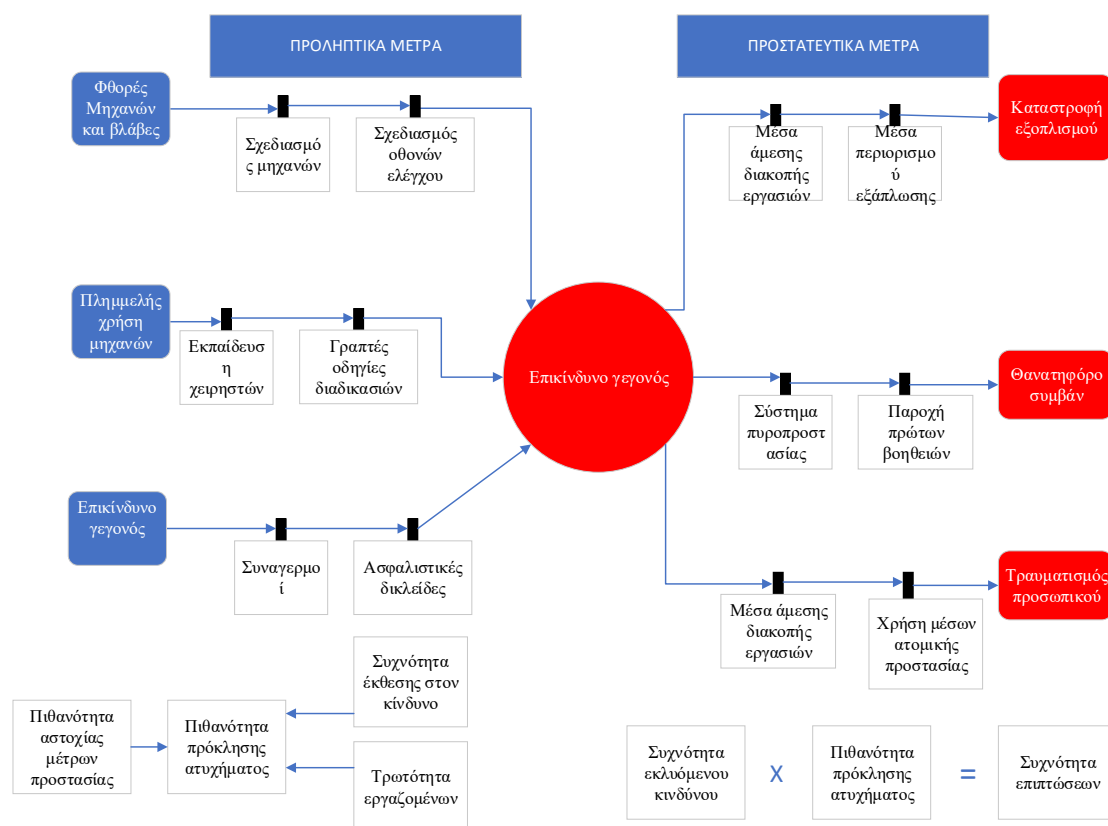 ΠΡΟΛΗΠΤΙΚΑ ΜΕΤΡΑ
ΠΡΟΣΤΑΤΕΥΤΙΚΑ ΜΕΤΡΑ
Φθορές
Μηχανών
και βλάβες
Σχεδιασμό
ς μηχανών
Σχεδιασμός
οθονών
ελέγχου
Μέσα
άμεσης
διακοπής
εργασιών
Μέσα
περιορισμο
ύ
εξάπλωσης
Καταστροφή
εξοπλισμού
Πλημμελής
χρήση
μηχανών
Εκπαίδευσ
η
χειρηστών
Γραπτές
οδηγίες
διαδικασιών
Επικίνδυνο γεγονός
Σύστημα
πυροπροστ
ασίας
Παροχή
πρώτων
βοηθειών
Θανατηφόρο
συμβάν
Επικίνδυνο
γεγονός
Συναγερμο
ί
Ασφαλιστικές
δικλείδες
Μέσα άμεσης
διακοπής
εργασιών
Χρήση μέσων
ατομικής
προστασίας
Τραυματισμός
προσωπικού
Πιθανότητα
αστοχίας
μέτρων
προστασίας
Πιθανότητα
πρόκλησης
ατυχήματος
Συχνότητα
έκθεσης στον
κίνδυνο
Τρωτότητα
εργαζομένων
Συχνότητα
εκλυόμενου
κινδύνου
X
Πιθανότητα
πρόκλησης
ατυχήματος
=
Συχνότητα
επιπτώσεων